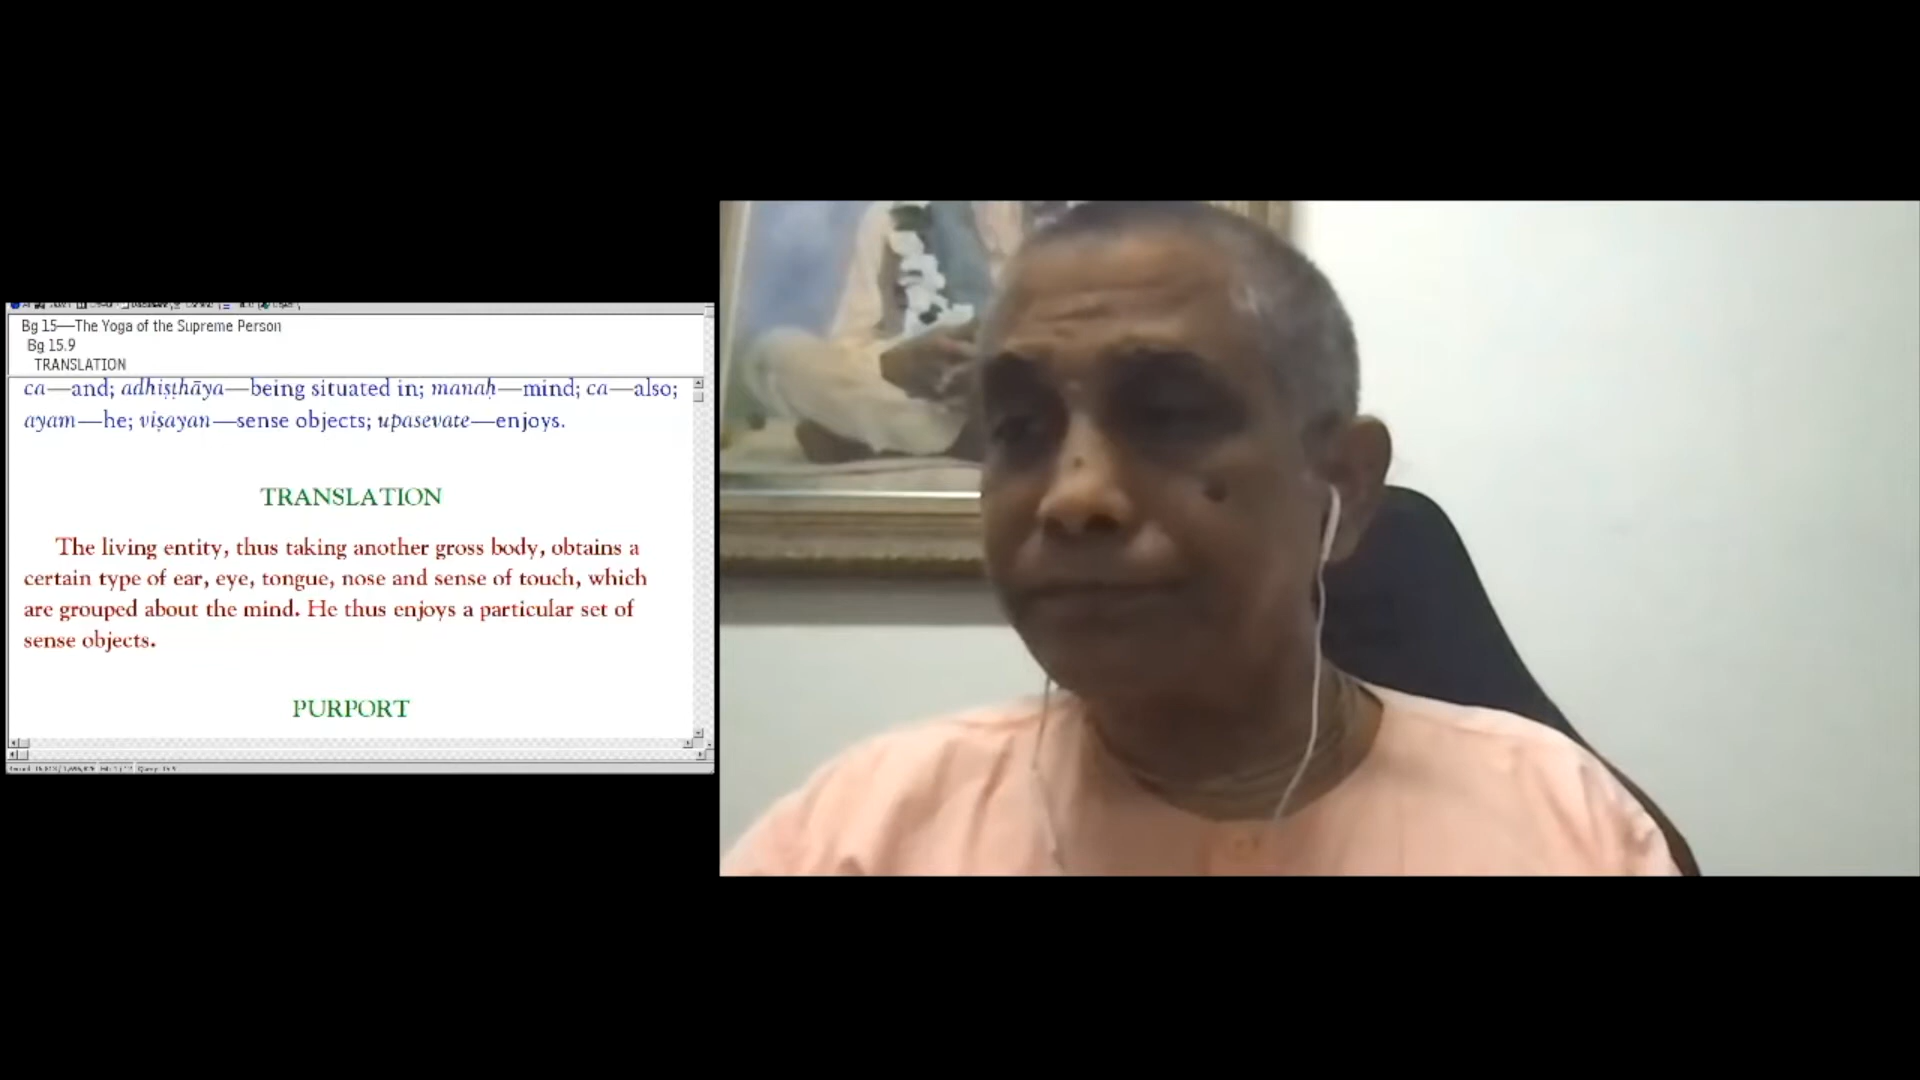 Bg 15—The Yoga of the Supreme Person
Bg 15.9
TRANSLATION
ca—and; adhiṣṭhāya—being situated in; manaḥ—mind; ca—also;
ayam—he; viṣayan—sense objects; upasevate—enjoys.
TRANSLATION
The living entity, thus taking another gross body, obtains a
certain type of ear, eye, tongue, nose and sense of touch, which
are grouped about the mind. He thus enjoys a particular set of
sense objects.
PURPORT